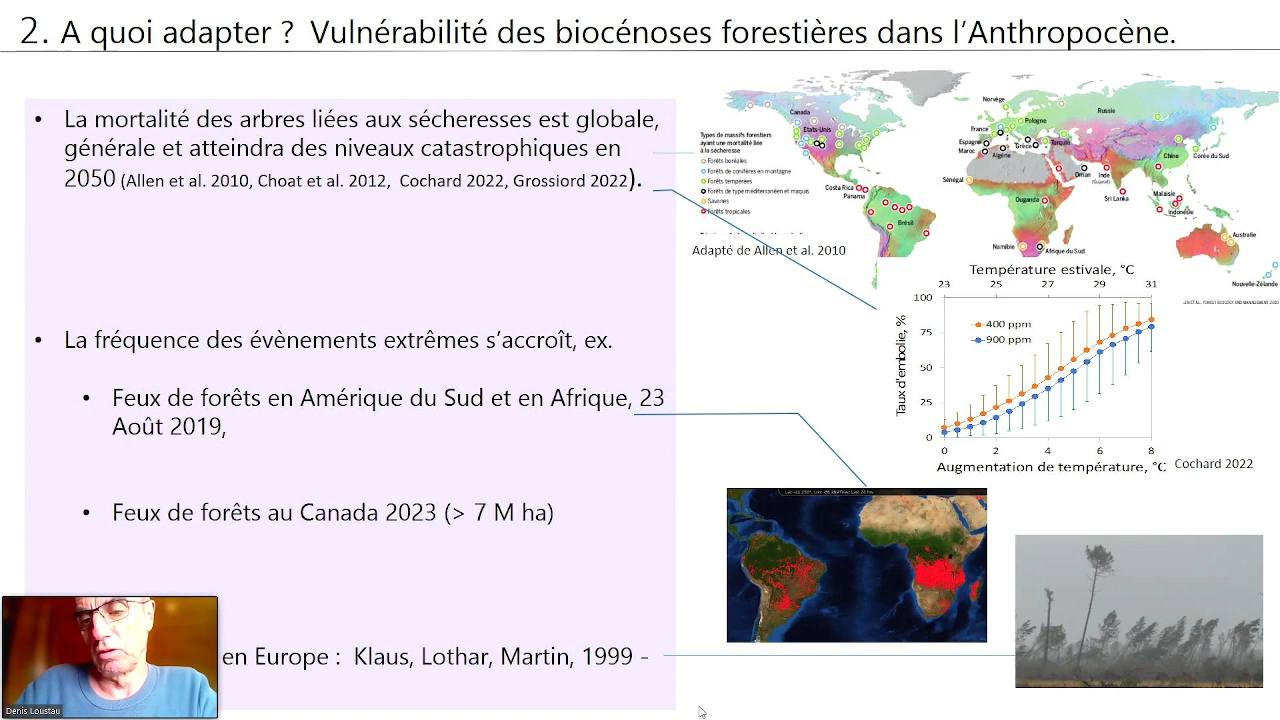 2. A quoi adapter ? Vulnérabilité des biocénoses forestières dans l’Anthropocène.
• La mortalité des arbres liées aux sécheresses est globale,
générale et atteindra des niveaux catastrophiques en
2050 (Allen et al. 2010, Choat et al. 2012, Cochard 2022, Grossiord 2022).
• La fréquence des évènements extrêmes s’accroît, ex.
• Feux de forêts en Amérique du Sud et en Afrique, 23
Août 2019,
• Feux de forêts au Canada 2023 (> 7 M ha)
en Europe : Klaus, Lothar, Martin, 1999 -
Denis Loustau
Types de massifs forestiers
ayant une mortalité liée
à la sécheresse
Forêts boréales
Forêts de conifères en montagne
Forêts tempérées
Forêts de type méditerranéen et maquis
Savanes
Forêts tropicales
Canada
Etats-Unis
Costa Rica
Panama
Brésil
Norvège
Russie
Pologne
France
Espagne
Maroc
Algérie
Grèce
Turquie
Chine
Corée du Sud
Oman
Inde
(Gujarat)
Sénégal
Ouganda
Sri Lanka
Malaisie
Indonésie
Namibie
Afrique du Sud
Australie
Nouvelle-Zélande
Adapté de Allen et al. 2010
Température estivale, °C
23 25 27 29 31
Taux d'embolie, %
100
75
50
25
0
400 ppm
900 ppm
0 2 4 6 8
Augmentation de température, °C
Cochard 2022